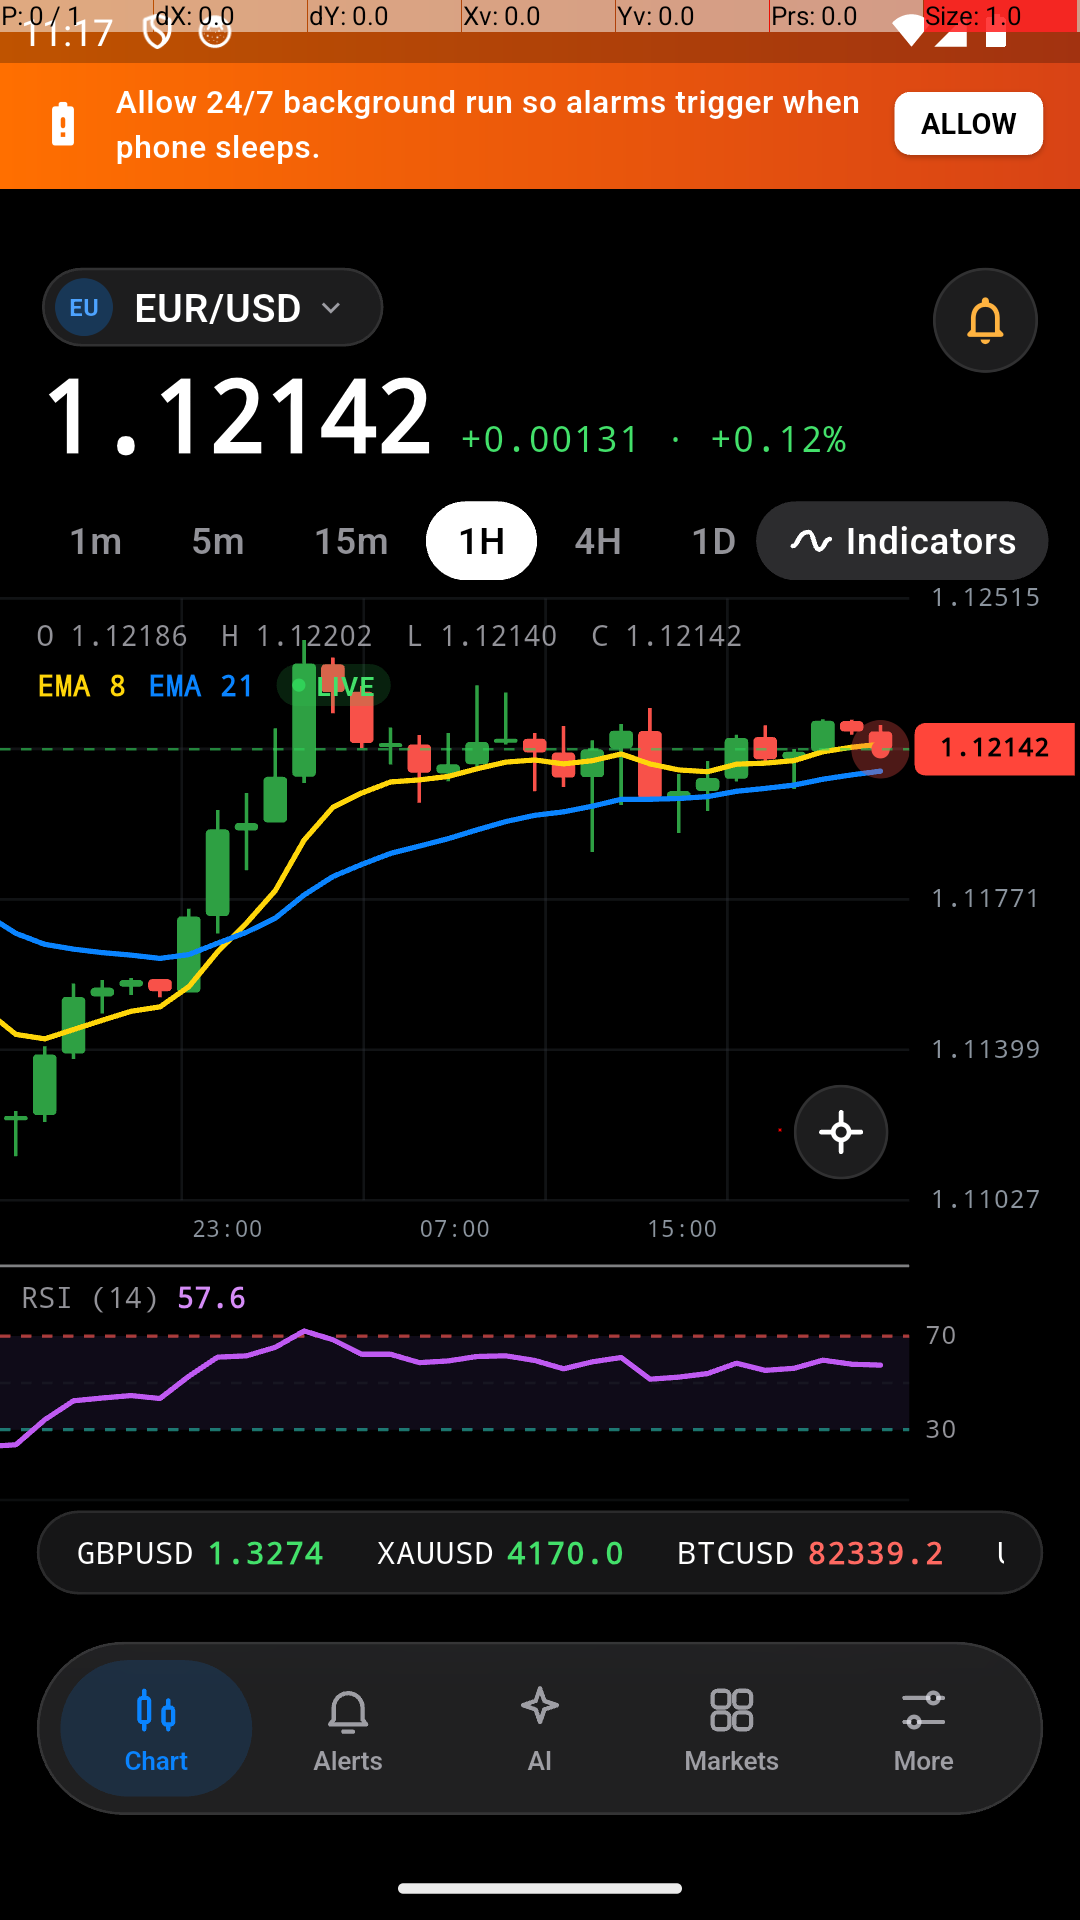 P: 0 / 1 dX: 0.0 dY: 0.0 Xv: 0.0 Yv: 0.0 Prs: 0.0 Size: 1.0
11:17
Allow 24/7 background run so alarms trigger when
phone sleeps.
ALLOW
EU EUR/USD
1.12142 +0.00131 · +0.12%
1m 5m 15m 1H 4H 1D Indicators
1.12515
O 1.12186 H 1.12202 L 1.12140 C 1.12142
EMA 8 EMA 21 LIVE
1.12142
1.11771
1.11399
1.11027
23:00 07:00 15:00
RSI (14) 57.6
70
30
GBPUSD 1.3274 XAUUSD 4170.0 BTCUSD 82339.2
Chart Alerts AI Markets More